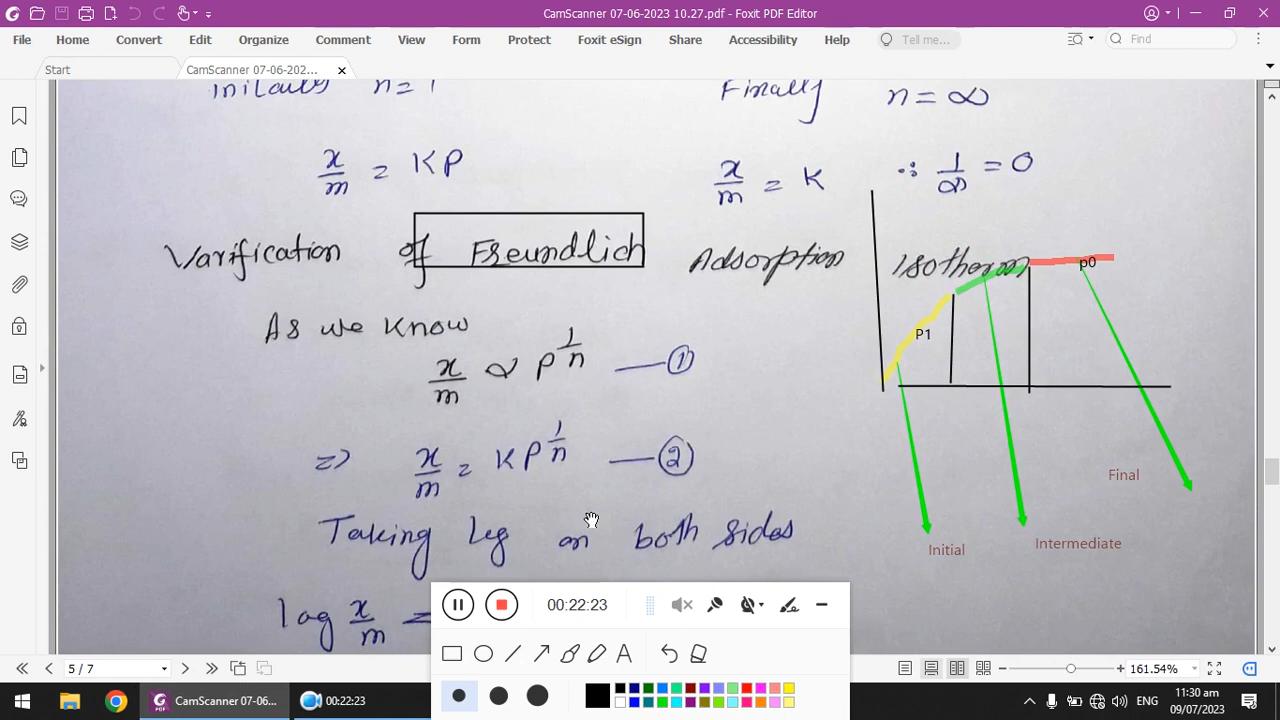 CamScanner 07-06-2023 10.27.pdf - Foxit PDF Editor
File Home Convert Edit Organize Comment View Form Protect Foxit eSign Share Accessibility Help Tell me... Find
Start CamScanner 07-06-202...
Initially n = 1 Finally n = ∞
x/m = KP x/m = K ∵ 1/∞ = 0
Varification of Freundlich Adsorption Isotherm
p0
P1
As we know
x/m ∝ P^1/n —①
=> x/m = KP^1/n —②
Final
Taking Log on both sides
Initial Intermediate
log x/m =
00:22:23
A
5 / 7 161.54%
CamScanner 07-06-... 00:22:23 ENG 11:30 am
09/07/2023